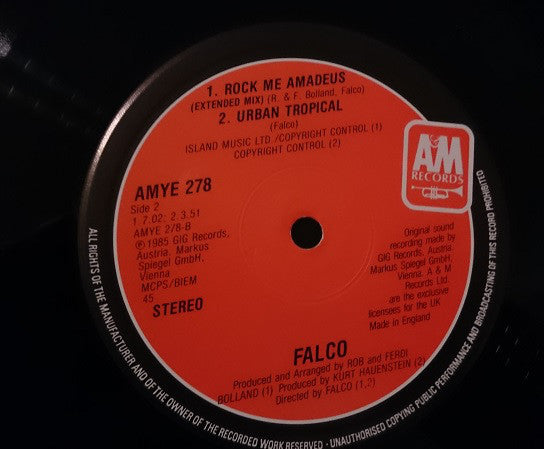 1. ROCK ME AMADEUS
(EXTENDED MIX) (R. & F. Bolland, Falco)
2. URBAN TROPICAL
(Falco)
ISLAND MUSIC LTD./COPYRIGHT CONTROL (1)
COPYRIGHT CONTROL (2)
A&M
RECORDS
AMYE 278
Side 2
1.7.02: 2.3.51
AMYE 278-B
℗1985 GIG Records,
Austria, Markus
Spiegel GmbH,
Vienna
MCPS/BIEM
45
STEREO
Original sound
recording made by
GIG Records, Austria.
Markus Spiegel GmbH,
Vienna. A & M
Records Ltd.
are the exclusive
licensees for the UK
Made in England
FALCO
Produced and Arranged by ROB and FERDI
BOLLAND (1) Produced by KURT HAUENSTEIN (2)
Directed by FALCO (1,2)
ALL RIGHTS OF THE MANUFACTURER AND OF THE OWNER OF THE RECORDED WORK RESERVED - UNAUTHORISED COPYING PUBLIC PERFORMANCE AND BROADCASTING OF THIS RECORD PROHIBITED